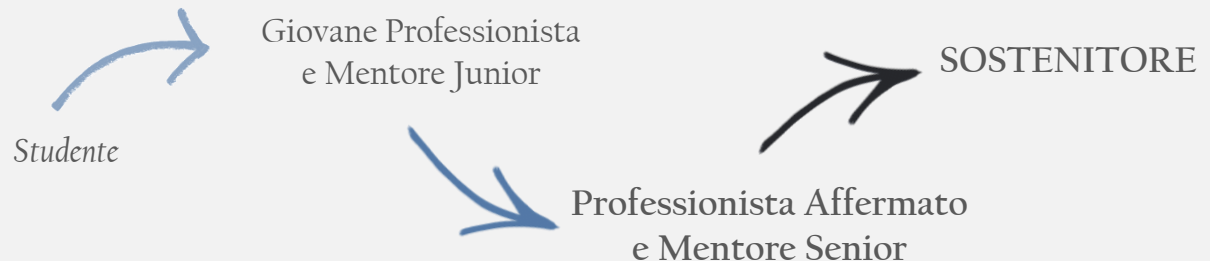 Studente
Giovane Professionista
e Mentore Junior
Professionista Affermato
e Mentore Senior
SOSTENITORE